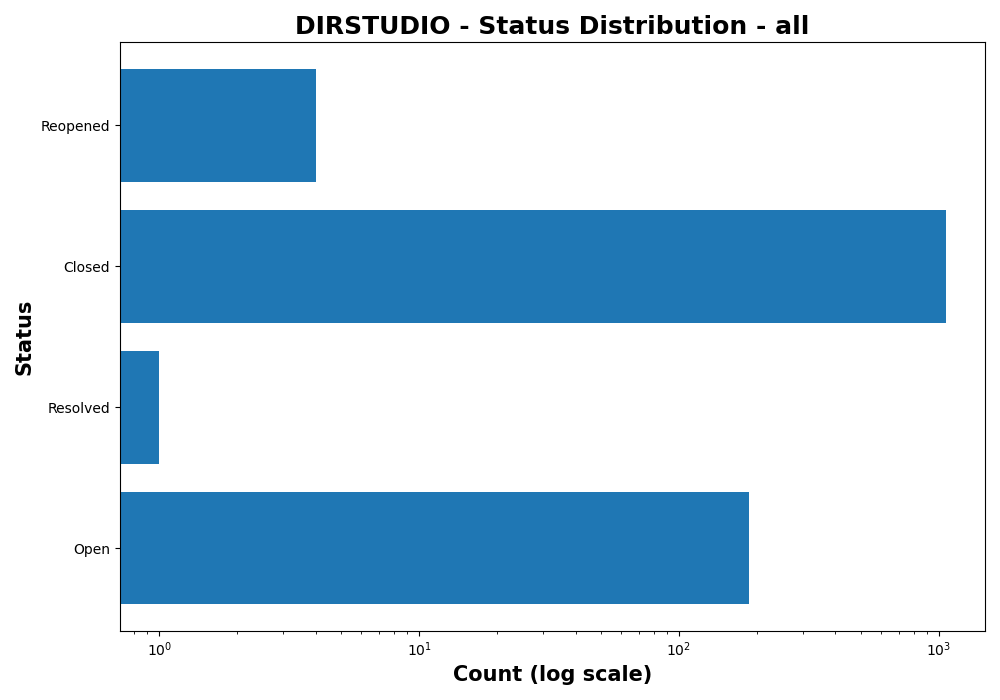 DIRSTUDIO - Status Distribution - all
Reopened
Closed
Resolved
Open
Status
10⁰ 10¹ 10² 10³
Count (log scale)